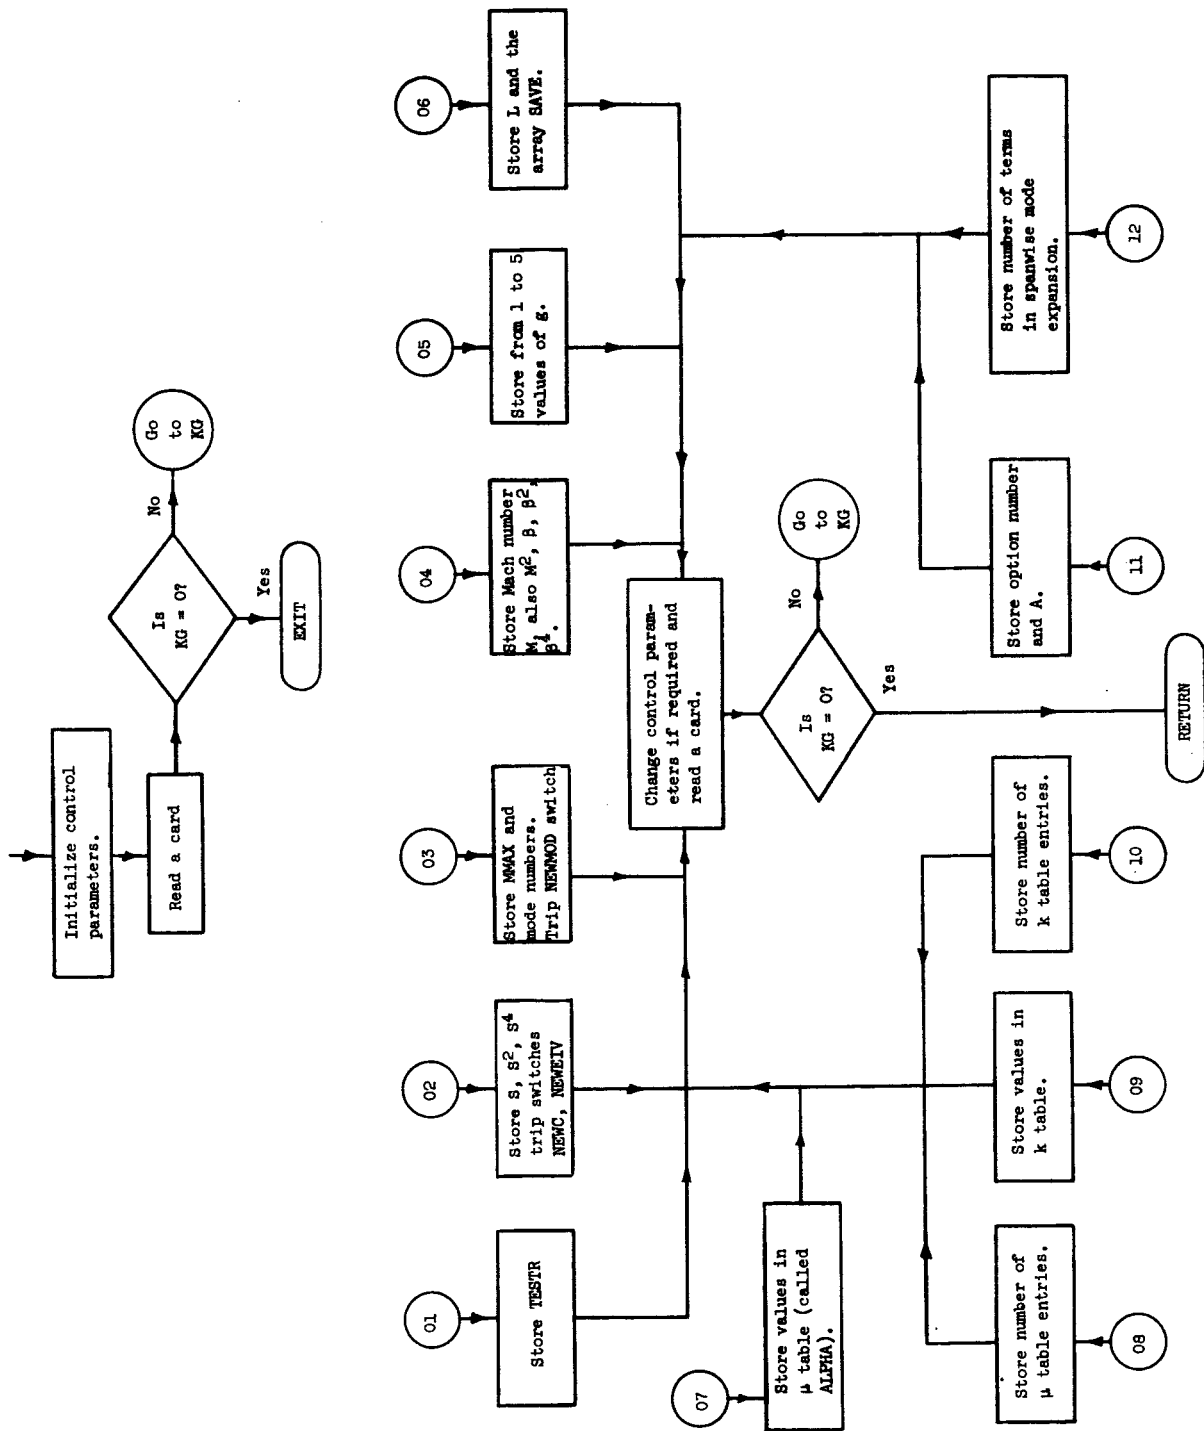 Initialize control
parameters.
Read a card
Is
KG = 0?
No
Go
to
KG
Yes
EXIT
01
Store TESTR
02
Store S, S², S⁴
trip switches
NEWC, NEWEIV
03
Store MMAX and
mode numbers.
Trip NEWMOD switch
04
Store Mach number
M, also M², β, β²,
β⁴.
05
Store from 1 to 5
values of g.
06
Store L and the
array SAVE.
Change control param-
eters if required and
read a card.
Is
KG = 0?
No
Go
to
KG
Yes
RETURN
07
Store values in
μ table (called
ALPHA).
Store number of
μ table entries.
08
Store values in
k table.
09
Store number of
k table entries.
10
Store option number
and A.
11
Store number of terms
in spanwise mode
expansion.
12